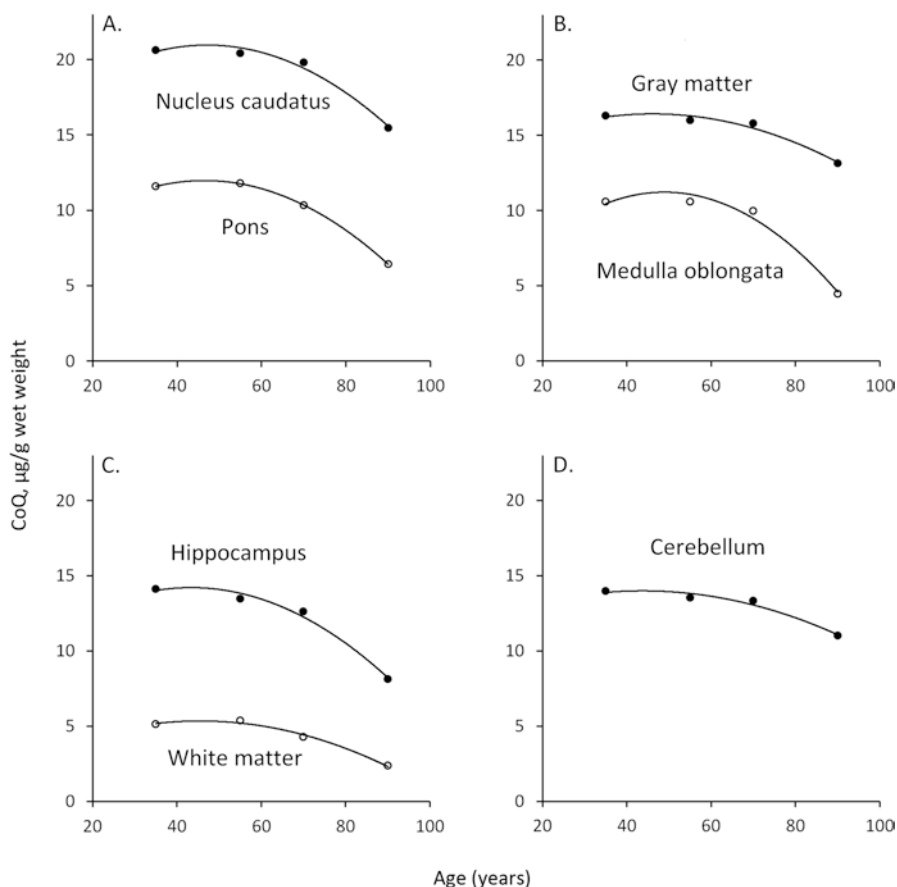 A.
20
15
10
5
0
Nucleus caudatus
Pons
20 40 60 80 100
B.
20
15
10
5
0
Gray matter
Medulla oblongata
20 40 60 80 100
CoQ, µg/g wet weight
C.
20
15
10
5
0
Hippocampus
White matter
20 40 60 80 100
D.
20
15
10
5
0
Cerebellum
20 40 60 80 100
Age (years)